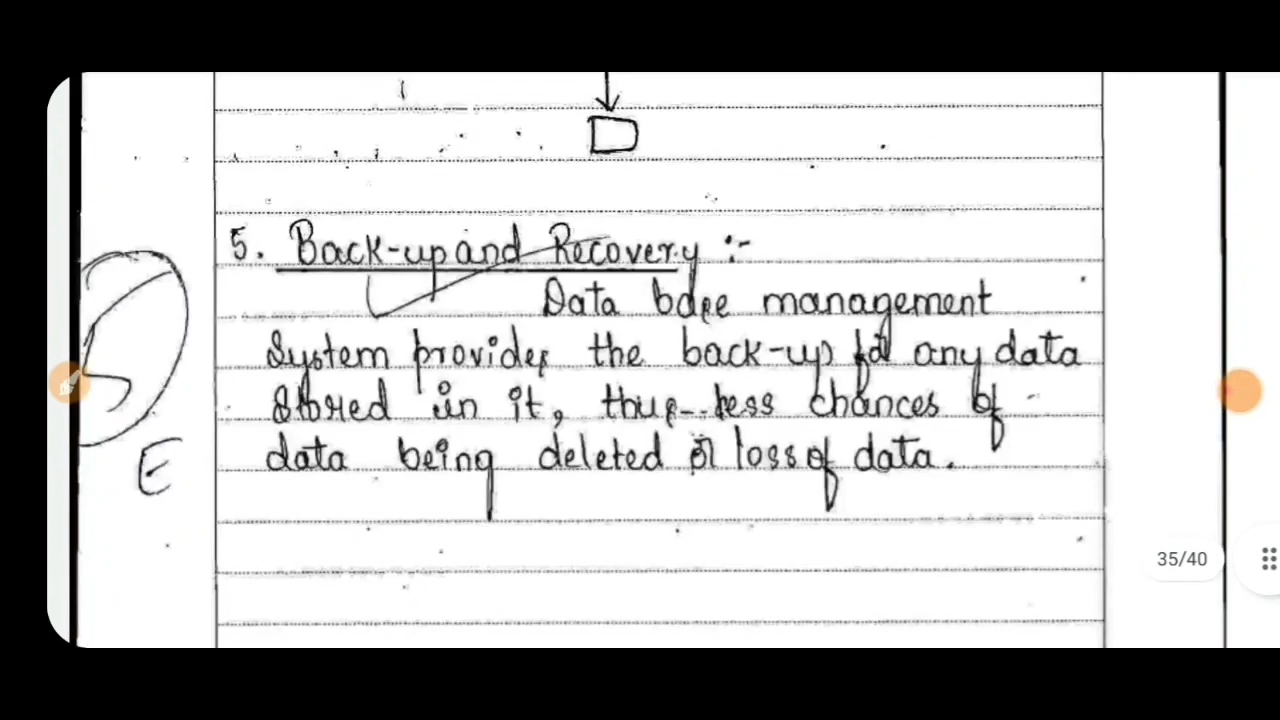 5. Back-up and Recovery :-
Data base management
System provides the back-up for any data
Stored in it, thus less chances of
data being deleted or loss of data.
5
E
35/40